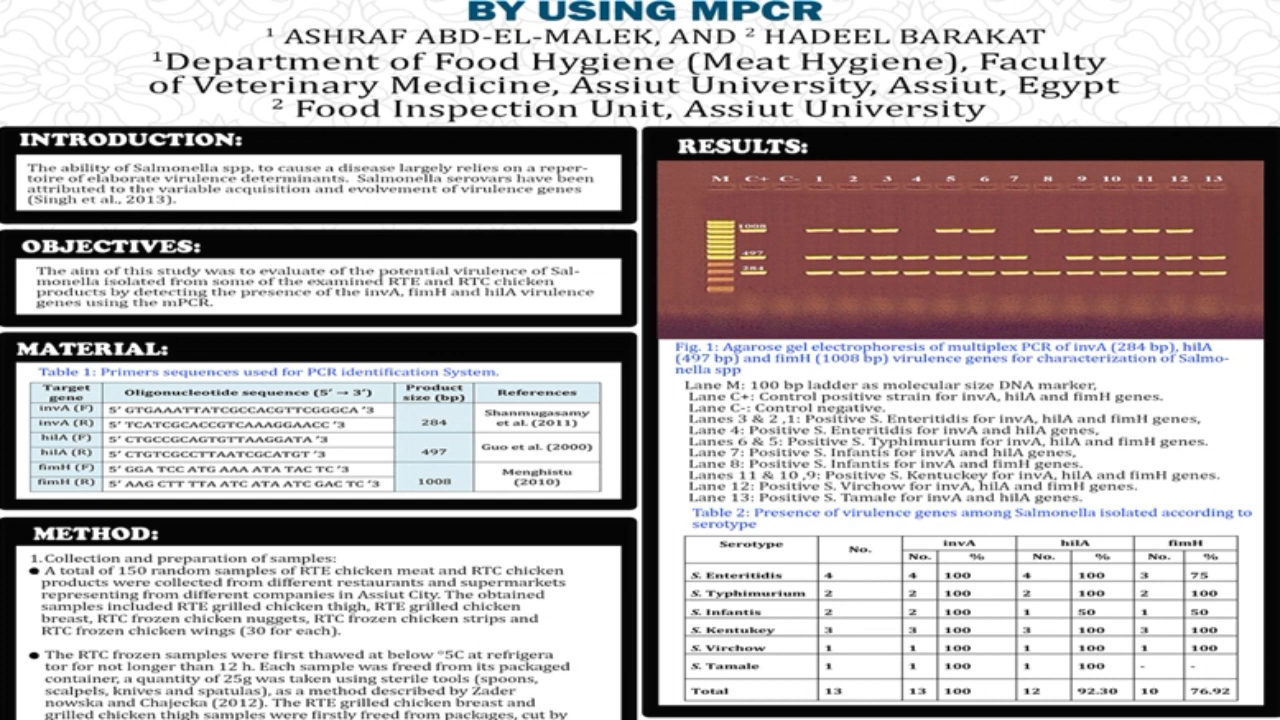 BY USING MPCR
¹ ASHRAF ABD-EL-MALEK, AND ² HADEEL BARAKAT
¹Department of Food Hygiene (Meat Hygiene), Faculty
of Veterinary Medicine, Assiut University, Assiut, Egypt
² Food Inspection Unit, Assiut University
INTRODUCTION:
The ability of Salmonella spp. to cause a disease largely relies on a reper-
toire of elaborate virulence determinants. Salmonella serovars have been
attributed to the variable acquisition and evolvement of virulence genes
(Singh et al., 2013).
OBJECTIVES:
The aim of this study was to evaluate of the potential virulence of Sal-
monella isolated from some of the examined RTE and RTC chicken
products by detecting the presence of the invA, fimH and hilA virulence
genes using the mPCR.
MATERIAL:
Table 1: Primers sequences used for PCR identification System.
Target gene Oligonucleotide sequence (5′ → 3′) Product size (bp) References
invA (F) 5′ GTGAAATTATCGCCACGTTCGGGCA ′3 284 Shanmugasamy et al. (2011)
invA (R) 5′ TCATCGCACCGTCAAAGGAACC ′3
hilA (F) 5′ CTGCCGCAGTGTTAAGGATA ′3 497 Guo et al. (2000)
hilA (R) 5′ CTGTCGCCTTAATCGCATGT ′3
fimH (F) 5′ GGA TCC ATG AAA ATA TAC TC ′3 1008 Menghistu (2010)
fimH (R) 5′ AAG CTT TTA ATC ATA ATC GAC TC ′3
METHOD:
1.Collection and preparation of samples:
● A total of 150 random samples of RTE chicken meat and RTC chicken
products were collected from different restaurants and supermarkets
representing from different companies in Assiut City. The obtained
samples included RTE grilled chicken thigh, RTE grilled chicken
breast, RTC frozen chicken nuggets, RTC frozen chicken strips and
RTC frozen chicken wings (30 for each).
● The RTC frozen samples were first thawed at below °5C at refrigera
tor for not longer than 12 h. Each sample was freed from its packaged
container, a quantity of 25g was taken using sterile tools (spoons,
scalpels, knives and spatulas), as a method described by Zader
nowska and Chajecka (2012). The RTE grilled chicken breast and
grilled chicken thigh samples were firstly freed from packages, cut by
RESULTS:
M C+ C- 1 2 3 4 5 6 7 8 9 10 11 12 13
1008
497
284
Fig. 1: Agarose gel electrophoresis of multiplex PCR of invA (284 bp), hilA
(497 bp) and fimH (1008 bp) virulence genes for characterization of Salmo-
nella spp
Lane M: 100 bp ladder as molecular size DNA marker,
Lane C+: Control positive strain for invA, hilA and fimH genes.
Lane C-: Control negative.
Lanes 3 & 2 ,1: Positive S. Enteritidis for invA, hilA and fimH genes,
Lane 4: Positive S. Enteritidis for invA and hilA genes,
Lanes 6 & 5: Positive S. Typhimurium for invA, hilA and fimH genes.
Lane 7: Positive S. Infantis for invA and hilA genes,
Lane 8: Positive S. Infantis for invA and fimH genes.
Lanes 11 & 10 ,9: Positive S. Kentuckey for invA, hilA and fimH genes.
Lane 12: Positive S. Virchow for invA, hilA and fimH genes.
Lane 13: Positive S. Tamale for invA and hilA genes.
Table 2: Presence of virulence genes among Salmonella isolated according to
serotype
Serotype No. invA hilA fimH
No. % No. % No. %
S. Enteritidis 4 4 100 4 100 3 75
S. Typhimurium 2 2 100 2 100 2 100
S. Infantis 2 2 100 1 50 1 50
S. Kentukey 3 3 100 3 100 3 100
S. Virchow 1 1 100 1 100 1 100
S. Tamale 1 1 100 1 100 - -
Total 13 13 100 12 92.30 10 76.92